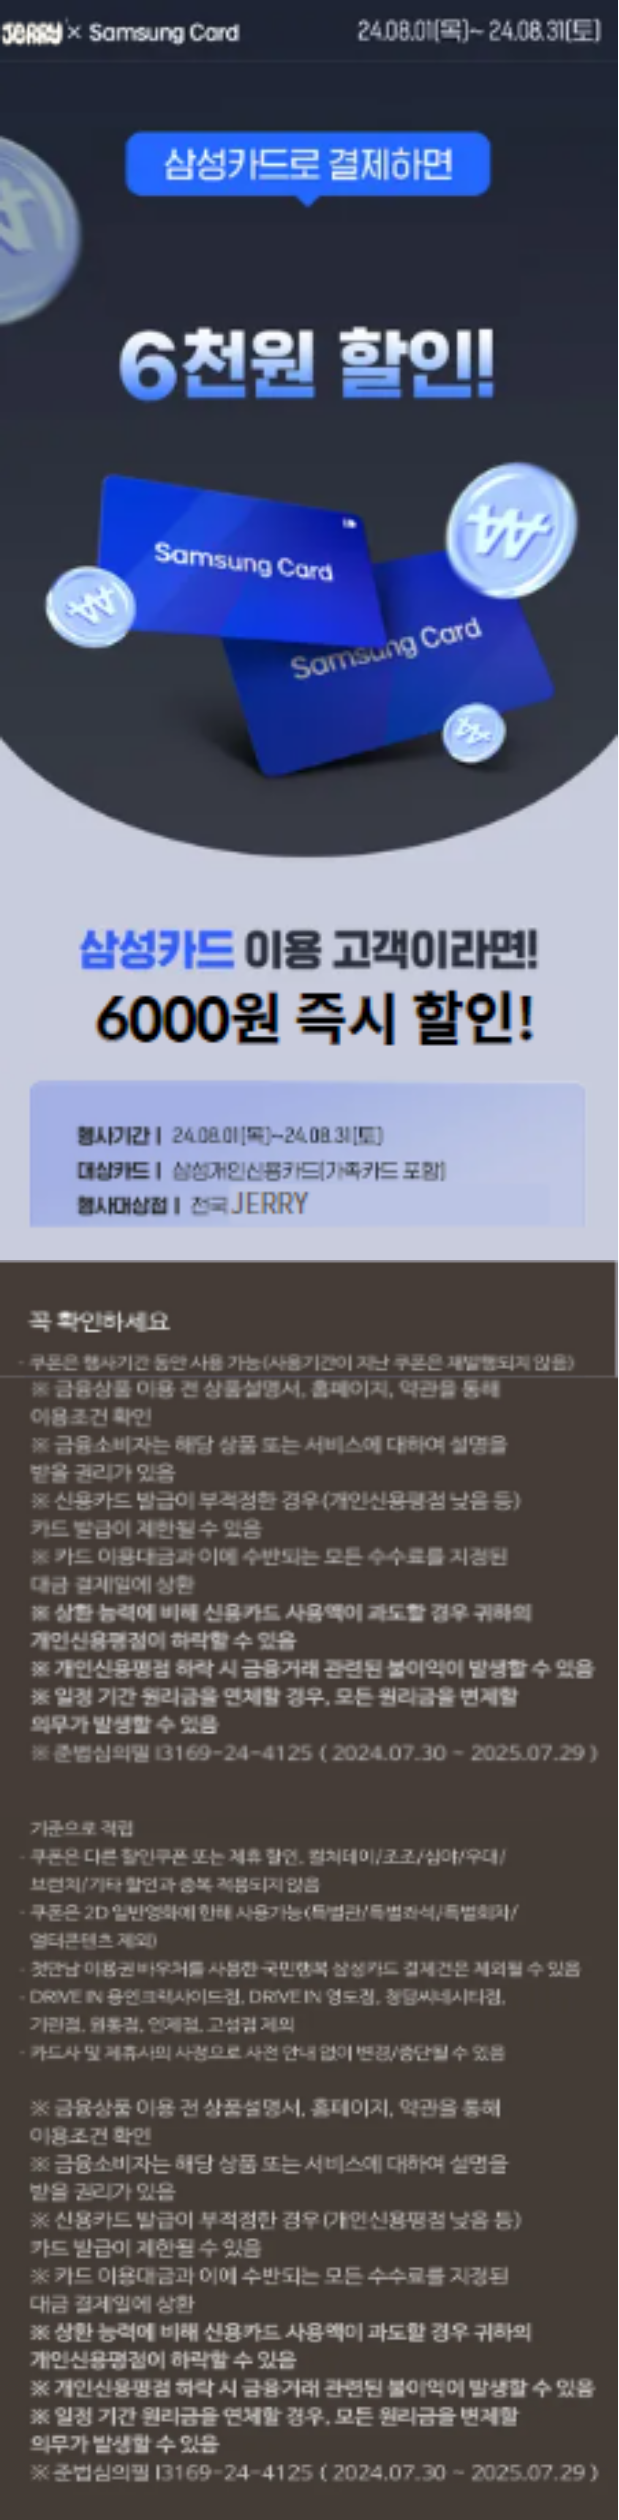 JERRY × Samsung Card
24.08.01(목)~ 24.08.31(토)
삼성카드로 결제하면
6천원 할인!
Samsung Card
Samsung Card
삼성카드 이용 고객이라면!
6000원 즉시 할인!
행사기간 | 24.08.01(목)~24.08.31(토)
대상카드 | 삼성개인신용카드(가족카드 포함)
행사대상점 | 전국 JERRY
꼭 확인하세요
- 쿠폰은 행사기간 동안 사용 가능(사용기간이 지난 쿠폰은 재발행되지 않음)
※ 금융상품 이용 전 상품설명서, 홈페이지, 약관을 통해
이용조건 확인
※ 금융소비자는 해당 상품 또는 서비스에 대하여 설명을
받을 권리가 있음
※ 신용카드 발급이 부적정한 경우(개인신용평점 낮음 등)
카드 발급이 제한될 수 있음
※ 카드 이용대금과 이에 수반되는 모든 수수료를 지정된
대금 결제일에 상환
※ 상환 능력에 비해 신용카드 사용액이 과도할 경우 귀하의
개인신용평점이 하락할 수 있음
※ 개인신용평점 하락 시 금융거래 관련된 불이익이 발생할 수 있음
※ 일정 기간 원리금을 연체할 경우, 모든 원리금을 변제할
의무가 발생할 수 있음
※ 준법심의필 I3169-24-4125 ( 2024.07.30 ~ 2025.07.29 )
기준으로 적립
- 쿠폰은 다른 할인쿠폰 또는 제휴 할인, 컬처데이/조조/심야/우대/
브런치/기타 할인과 중복 적용되지 않음
- 쿠폰은 2D 일반영화에 한해 사용가능(특별관/특별좌석/특별회차/
얼터콘텐츠 제외)
- 첫만남 이용권 바우처를 사용한 국민행복 삼성카드 결제건은 제외될 수 있음
- DRIVE IN 용인크랙사이드점, DRIVE IN 영도점, 청담씨네시티점,
점, 점, 점, 고성점 제외
- 카드사 및 제휴사의 사정으로 사전 안내 없이 변경/중단될 수 있음
※ 금융상품 이용 전 상품설명서, 홈페이지, 약관을 통해
이용조건 확인
※ 금융소비자는 해당 상품 또는 서비스에 대하여 설명을
받을 권리가 있음
※ 신용카드 발급이 부적정한 경우(개인신용평점 낮음 등)
카드 발급이 제한될 수 있음
※ 카드 이용대금과 이에 수반되는 모든 수수료를 지정된
대금 결제일에 상환
※ 상환 능력에 비해 신용카드 사용액이 과도할 경우 귀하의
개인신용평점이 하락할 수 있음
※ 개인신용평점 하락 시 금융거래 관련된 불이익이 발생할 수 있음
※ 일정 기간 원리금을 연체할 경우, 모든 원리금을 변제할
의무가 발생할 수 있음
※ 준법심의필 I3169-24-4125 ( 2024.07.30 ~ 2025.07.29 )